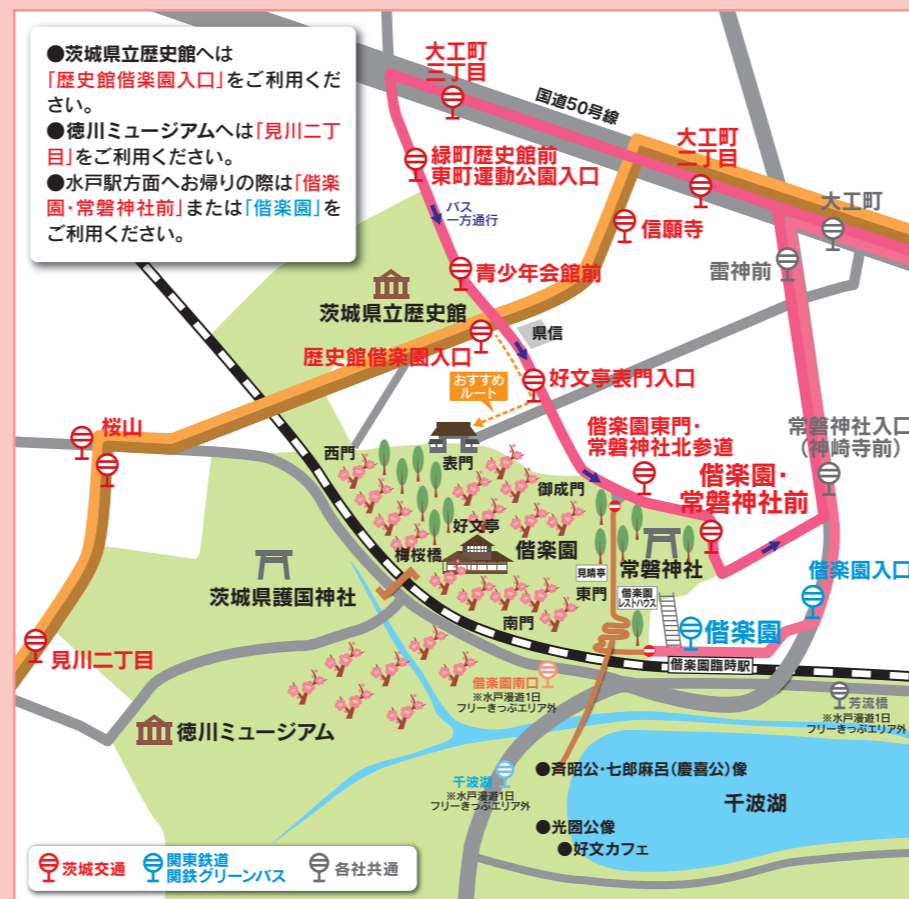 ●茨城県立歴史館へは
「歴史館偕楽園入口」をご利用くだ
さい。
●徳川ミュージアムへは「見川二丁
目」をご利用ください。
●水戸駅方面へお帰りの際は「偕楽
園・常磐神社前」または「偕楽園」を
ご利用ください。
大工町
三丁目
国道50号線
大工町
二丁目
大工町
緑町歴史館前
東町運動公園入口
バス
一方通行
信願寺
雷神前
青少年会館前
茨城県立歴史館
県信
歴史館偕楽園入口
おすすめ
ルート
好文亭表門入口
桜山
偕楽園東門・
常磐神社北参道
常磐神社入口
(神崎寺前)
西門
表門
御成門
偕楽園・
常磐神社前
好文亭
梅桜橋
偕楽園
見晴亭
常磐神社
東門
偕楽園
レストハウス
偕楽園入口
茨城県護国神社
南門
偕楽園
見川二丁目
偕楽園臨時駅
偕楽園南口
※水戸漫遊1日
フリーきっぷエリア外
芳流橋
※水戸漫遊1日
フリーきっぷエリア外
徳川ミュージアム
千波湖
※水戸漫遊1日
フリーきっぷエリア外
●斉昭公・七郎麻呂(慶喜公)像
千波湖
●光圀公像
●好文カフェ
茨城交通
関東鉄道
関鉄グリーンバス
各社共通